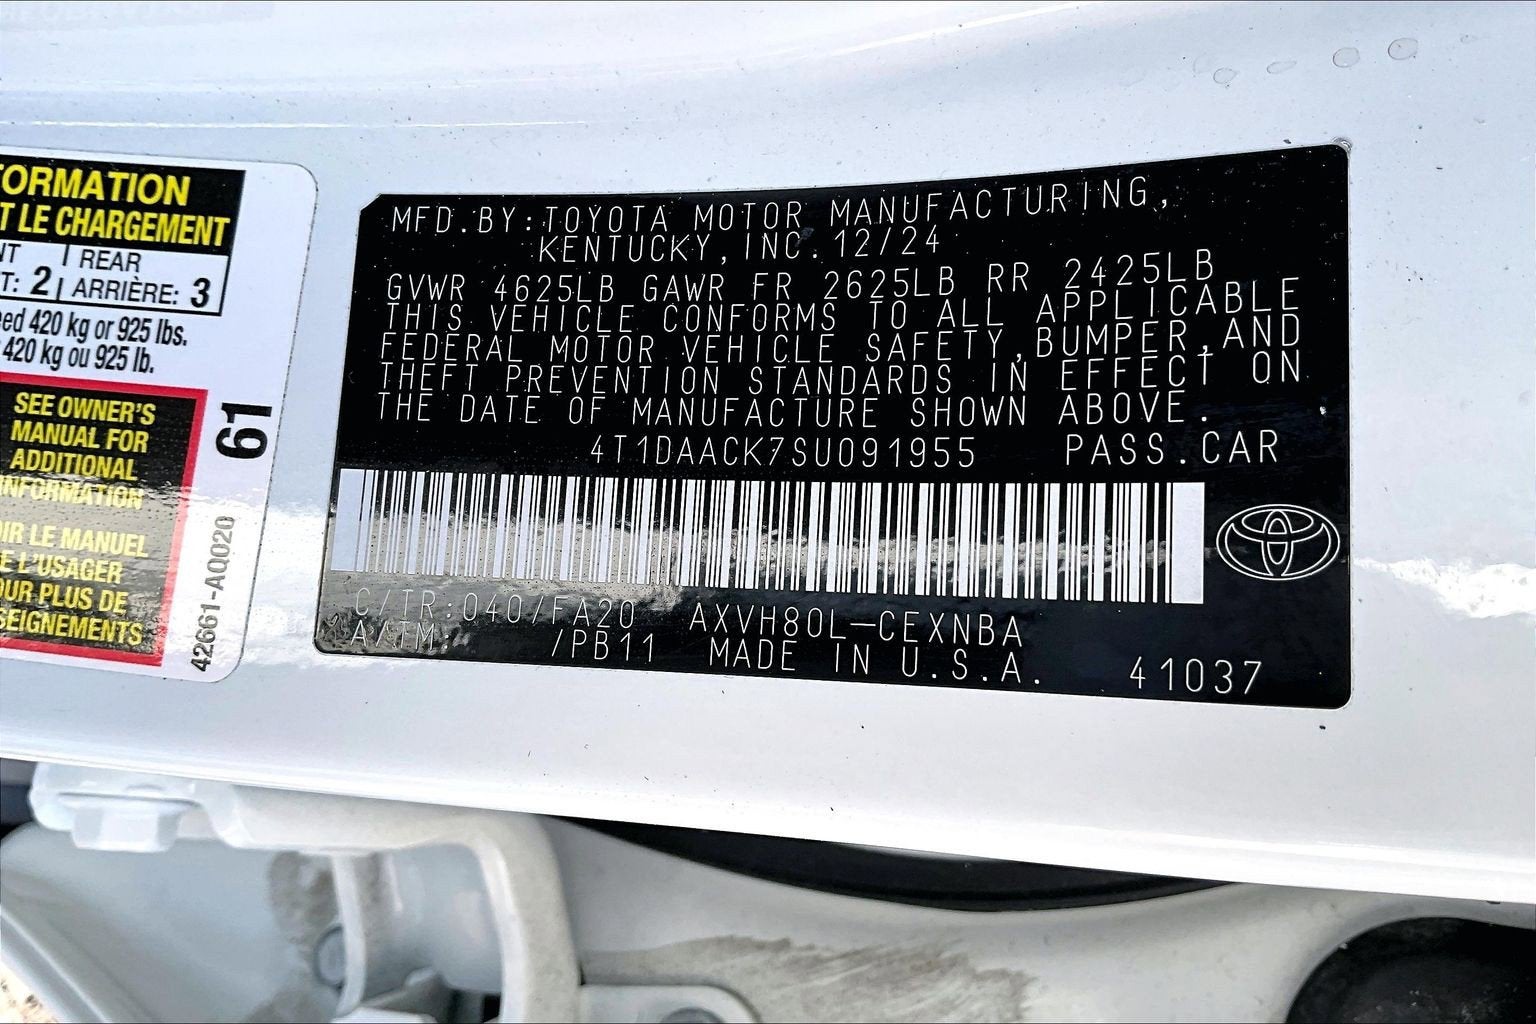 FORMATION
T LE CHARGEMENT
NT REAR
T: 2 ARRIÈRE: 3
eed 420 kg or 925 lbs.
420 kg ou 925 lb.
SEE OWNER'S
MANUAL FOR
ADDITIONAL
INFORMATION
OIR LE MANUEL
E L'USAGER
OUR PLUS DE
SEIGNEMENTS
61
42661-AQ020
MFD.BY:TOYOTA MOTOR MANUFACTURING,
KENTUCKY,INC.12/24
GVWR 4625LB GAWR FR 2625LB RR 2425LB
THIS VEHICLE CONFORMS TO ALL APPLICABLE
FEDERAL MOTOR VEHICLE SAFETY,BUMPER,AND
THEFT PREVENTION STANDARDS IN EFFECT ON
THE DATE OF MANUFACTURE SHOWN ABOVE.
4T1DAACK7SU091955 PASS.CAR
C/TR:040/FA20 AXVH80L-CEXNBA
A/TM: /PB11 MADE IN U.S.A. 41037